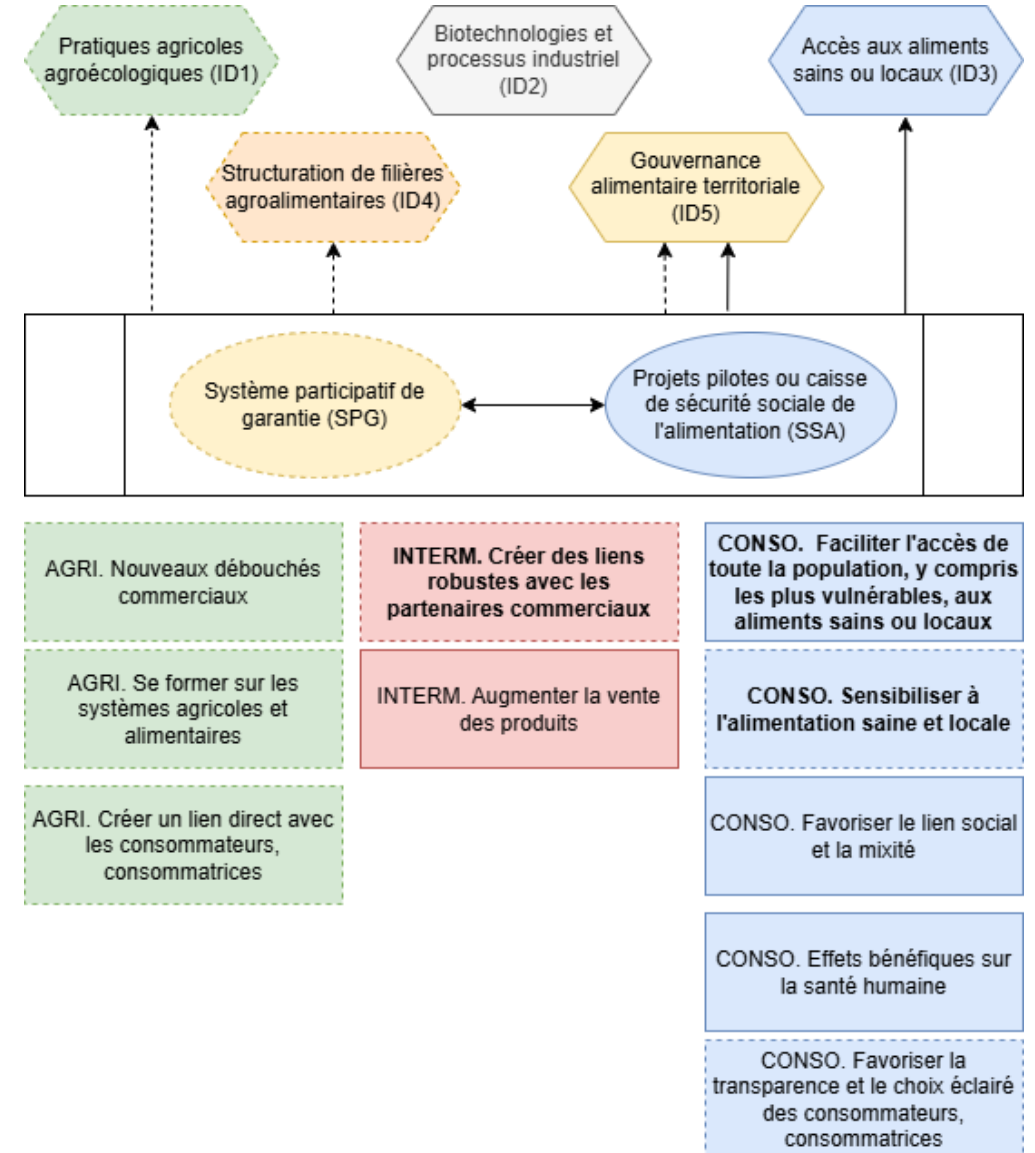 Pratiques agricoles
agroécologiques (ID1)
Biotechnologies et
processus industriel
(ID2)
Accès aux aliments
sains ou locaux (ID3)
Structuration de filières
agroalimentaires (ID4)
Gouvernance
alimentaire territoriale
(ID5)
Système participatif de
garantie (SPG)
Projets pilotes ou caisse
de sécurité sociale de
l'alimentation (SSA)
AGRI. Nouveaux débouchés
commerciaux
INTERM. Créer des liens
robustes avec les
partenaires commerciaux
CONSO. Faciliter l'accès de
toute la population, y compris
les plus vulnérables, aux
aliments sains ou locaux
AGRI. Se former sur les
systèmes agricoles et
alimentaires
INTERM. Augmenter la vente
des produits
CONSO. Sensibiliser à
l'alimentation saine et locale
AGRI. Créer un lien direct avec
les consommateurs,
consommatrices
CONSO. Favoriser le lien social
et la mixité
CONSO. Effets bénéfiques sur
la santé humaine
CONSO. Favoriser la
transparence et le choix éclairé
des consommateurs,
consommatrices